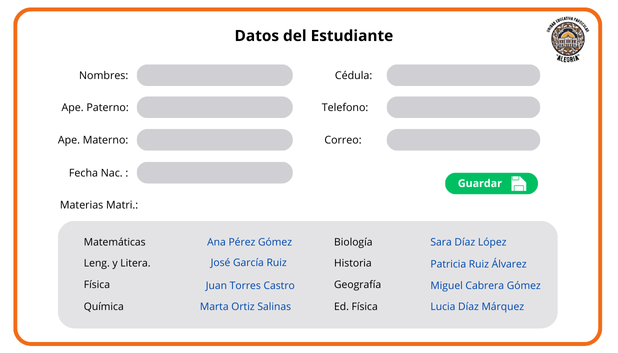 Datos del Estudiante
UNIDAD EDUCATIVA PARTICULAR
"ALEGRÍA"
Nombres:
Cédula:
Ape. Paterno:
Telefono:
Ape. Materno:
Correo:
Fecha Nac. :
Guardar
Materias Matri.:
Matemáticas Ana Pérez Gómez Biología Sara Díaz López
Leng. y Litera. José García Ruiz Historia Patricia Ruiz Álvarez
Física Juan Torres Castro Geografía Miguel Cabrera Gómez
Química Marta Ortiz Salinas Ed. Física Lucia Díaz Márquez